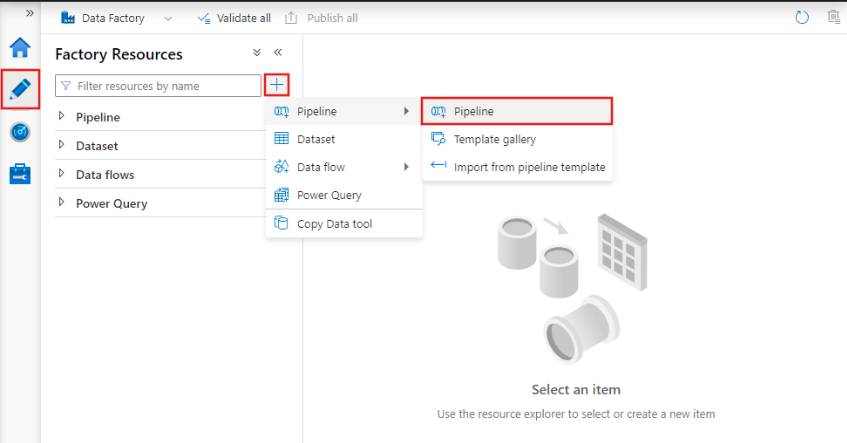 »
Data Factory
Validate all
Publish all
Factory Resources
Filter resources by name
Pipeline
Dataset
Data flows
Power Query
Pipeline
Dataset
Data flow
Power Query
Copy Data tool
Pipeline
Template gallery
Import from pipeline template
Select an item
Use the resource explorer to select or create a new item